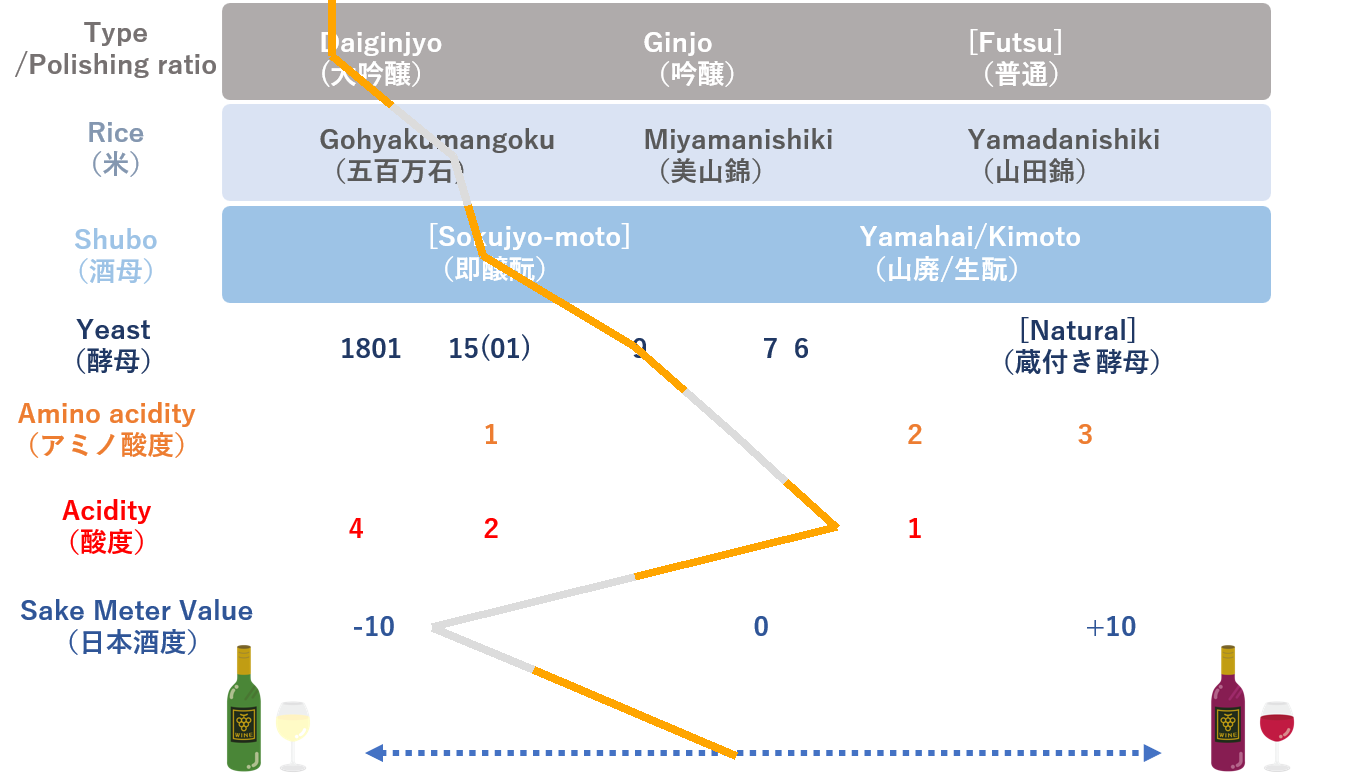 Type
/Polishing ratio
Daiginjyo
(大吟醸)
Ginjo
（吟醸）
[Futsu]
（普通）
Rice
（米）
Gohyakumangoku
（五百万石）
Miyamanishiki
（美山錦）
Yamadanishiki
（山田錦）
Shubo
（酒母）
[Sokujyo-moto]
（即醸酛）
Yamahai/Kimoto
（山廃/生酛）
Yeast
（酵母）
1801 15(01) 9 7 6
[Natural]
（蔵付き酵母）
Amino acidity
（アミノ酸度）
1 2 3
Acidity
（酸度）
4 2 1
Sake Meter Value
（日本酒度）
-10 0 +10
WINE
WINE